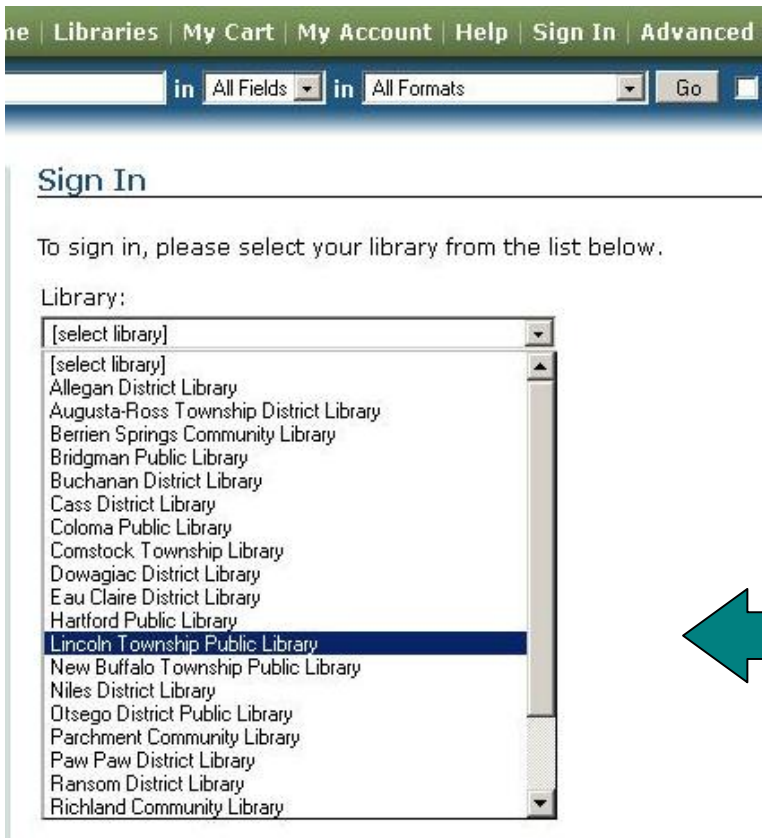 Libraries | My Cart | My Account | Help | Sign In | Advanced
in All Fields in All Formats Go
Sign In
To sign in, please select your library from the list below.
Library:
[select library]
[select library]
Allegan District Library
Augusta-Ross Township District Library
Berrien Springs Community Library
Bridgman Public Library
Buchanan District Library
Cass District Library
Coloma Public Library
Comstock Township Library
Dowagiac District Library
Eau Claire District Library
Hartford Public Library
Lincoln Township Public Library
New Buffalo Township Public Library
Niles District Library
Otsego District Public Library
Parchment Community Library
Paw Paw District Library
Ransom District Library
Richland Community Library